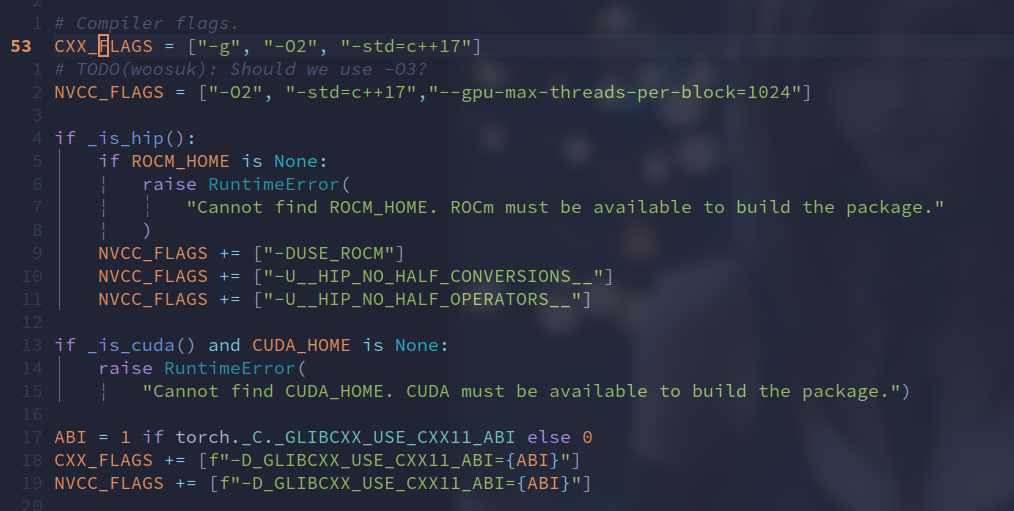 2
1 # Compiler flags.
53 CXX_FLAGS = ["-g", "-O2", "-std=c++17"]
1 # TODO(woosuk): Should we use -O3?
2 NVCC_FLAGS = ["-O2", "-std=c++17","--gpu-max-threads-per-block=1024"]
3
4 if _is_hip():
5     if ROCM_HOME is None:
6         raise RuntimeError(
7             "Cannot find ROCM_HOME. ROCm must be available to build the package."
8         )
9     NVCC_FLAGS += ["-DUSE_ROCM"]
10     NVCC_FLAGS += ["-U__HIP_NO_HALF_CONVERSIONS__"]
11     NVCC_FLAGS += ["-U__HIP_NO_HALF_OPERATORS__"]
12
13 if _is_cuda() and CUDA_HOME is None:
14     raise RuntimeError(
15         "Cannot find CUDA_HOME. CUDA must be available to build the package.")
16
17 ABI = 1 if torch._C._GLIBCXX_USE_CXX11_ABI else 0
18 CXX_FLAGS += [f"-D_GLIBCXX_USE_CXX11_ABI={ABI}"]
19 NVCC_FLAGS += [f"-D_GLIBCXX_USE_CXX11_ABI={ABI}"]
20